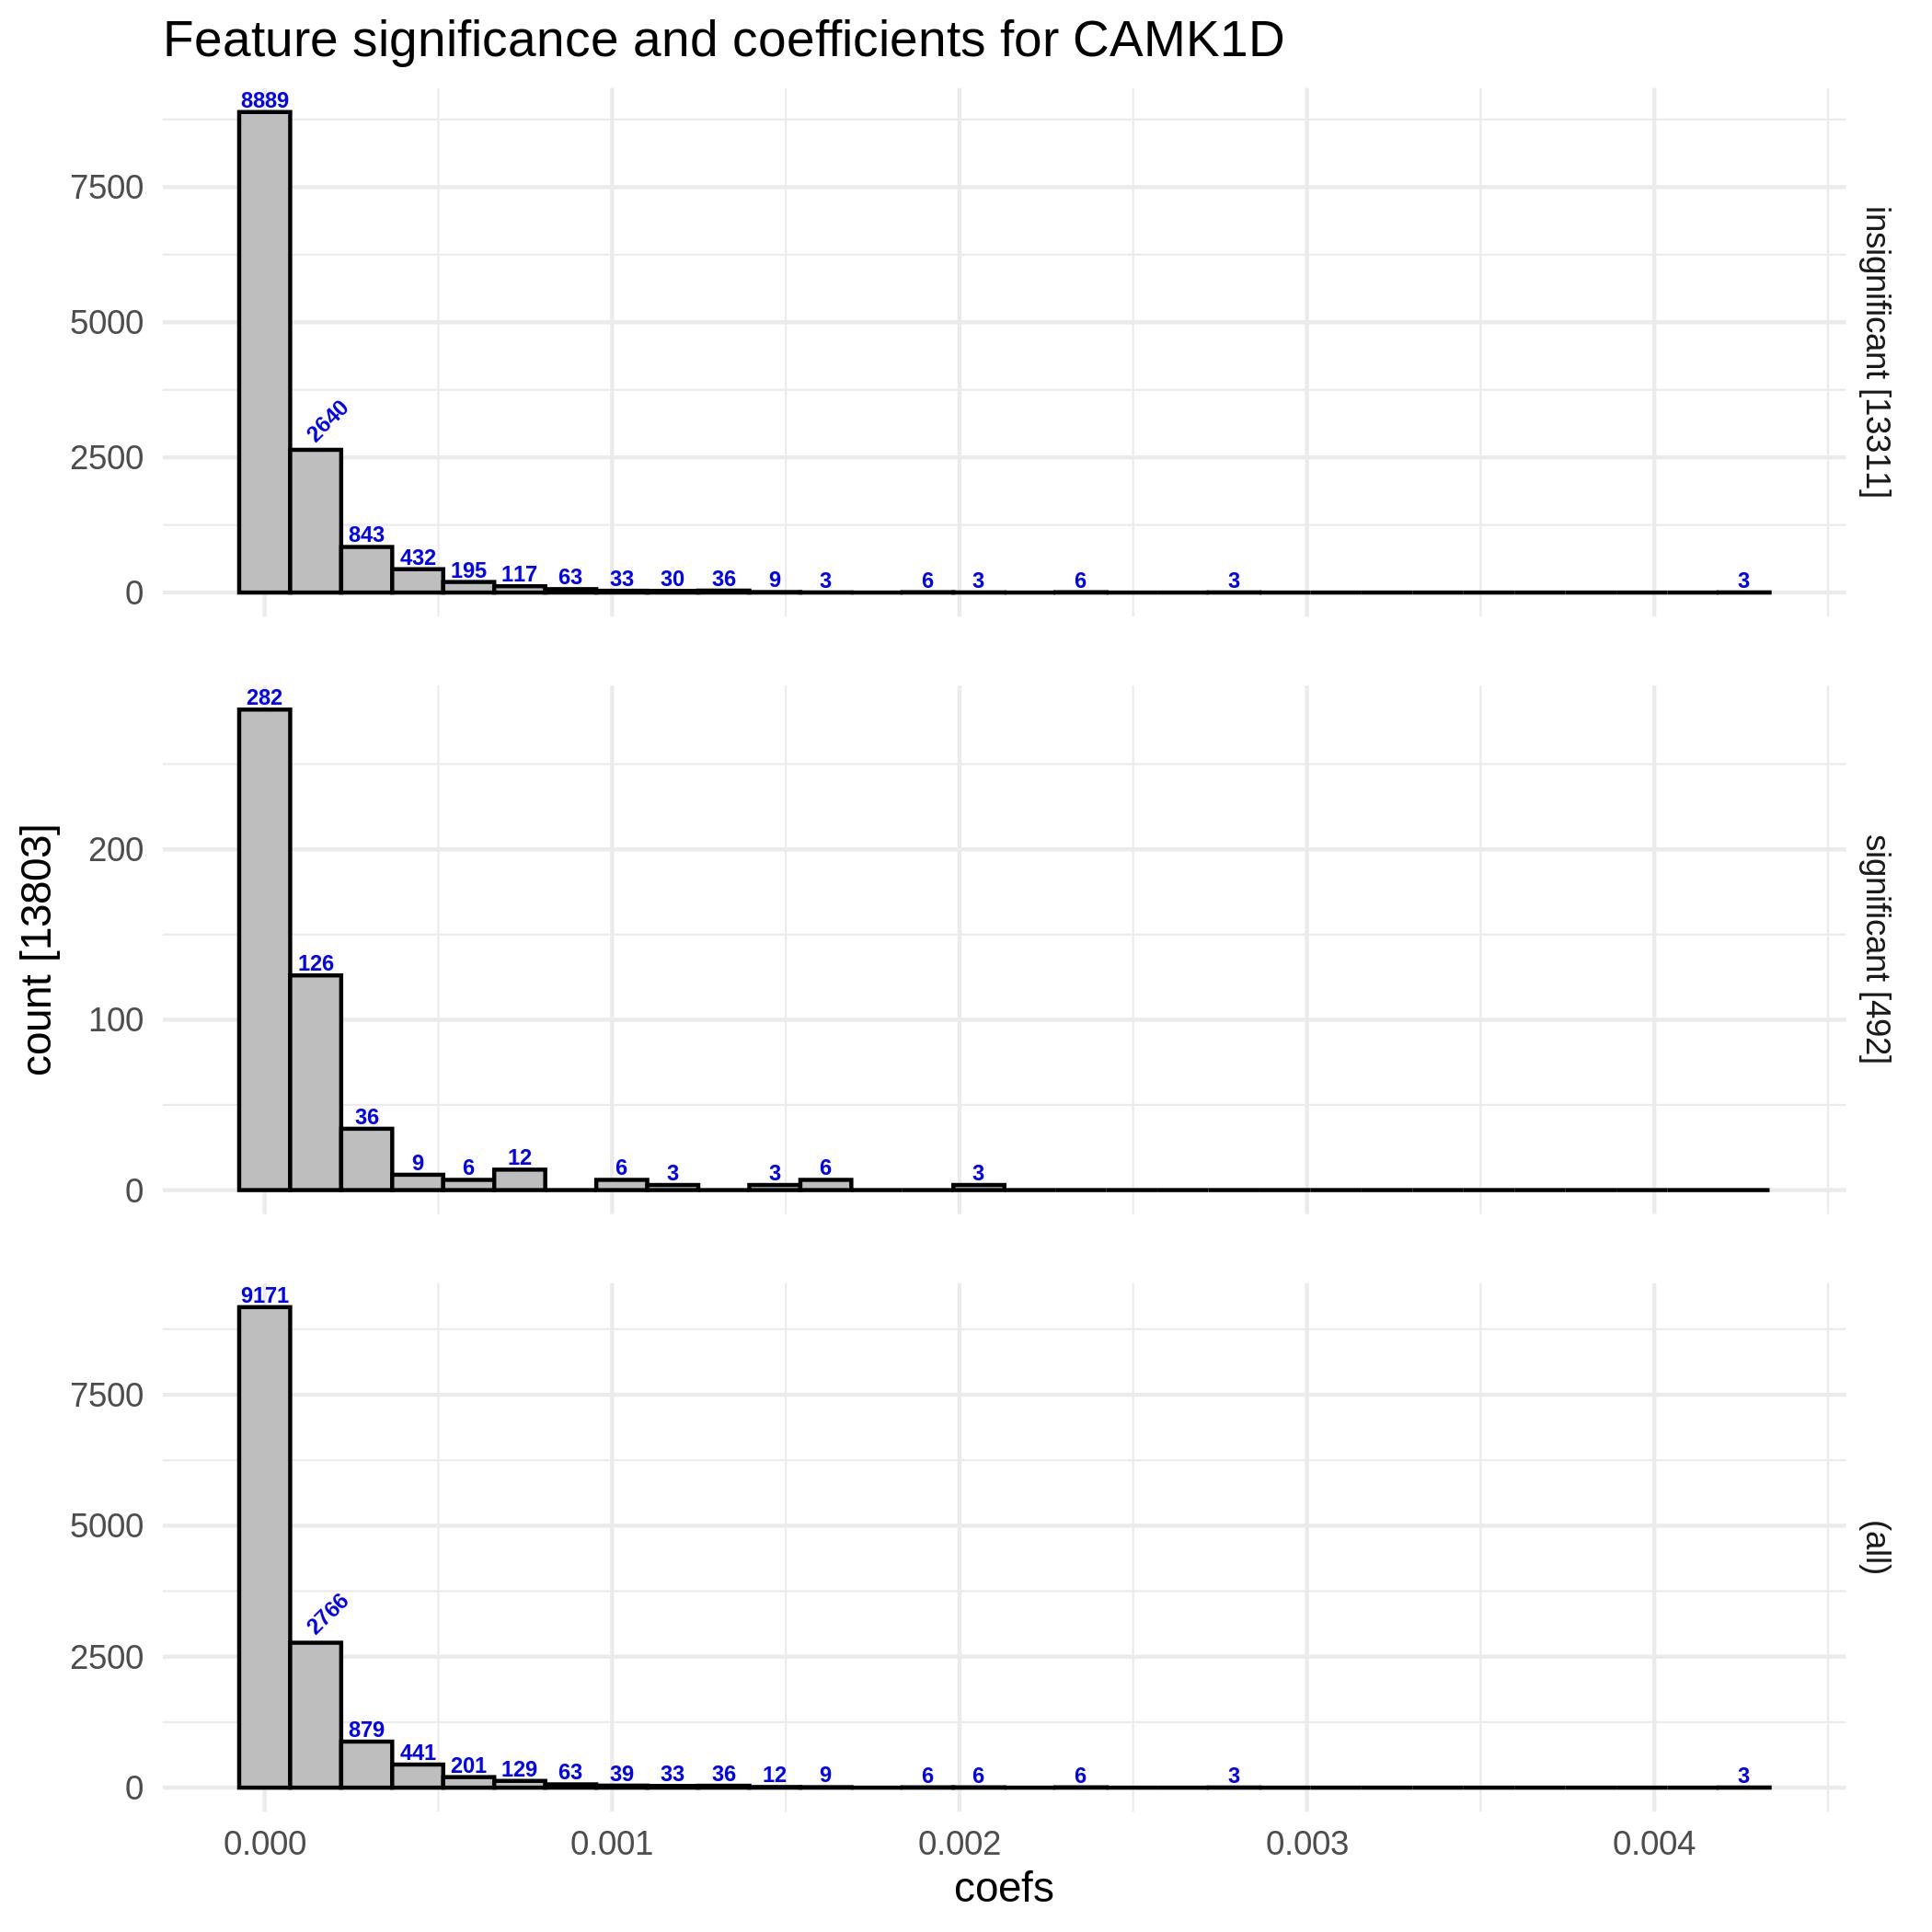 Feature significance and coefficients for CAMK1D
8889
7500
5000
2640
2500
843
432 195 117 63 33 30 36 9 3 6 3 6 3 3
0
insignificant [13311]
282
200
126
100
36
9 6 12 6 3 3 6 3
0
significant [492]
count [13803]
9171
7500
5000
2766
2500
879
441 201 129 63 39 33 36 12 9 6 6 6 3 3
0
(all)
0.000 0.001 0.002 0.003 0.004
coefs